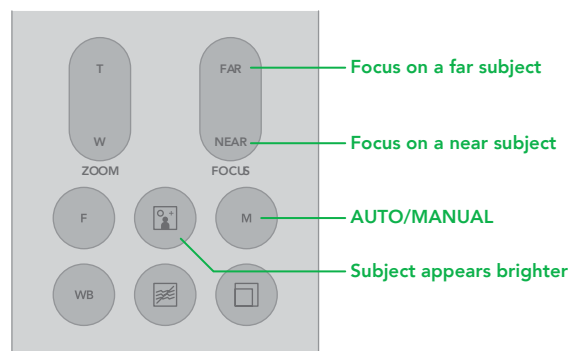 T
FAR
Focus on a far subject
W
NEAR
Focus on a near subject
ZOOM
FOCUS
F
M
AUTO/MANUAL
Subject appears brighter
WB